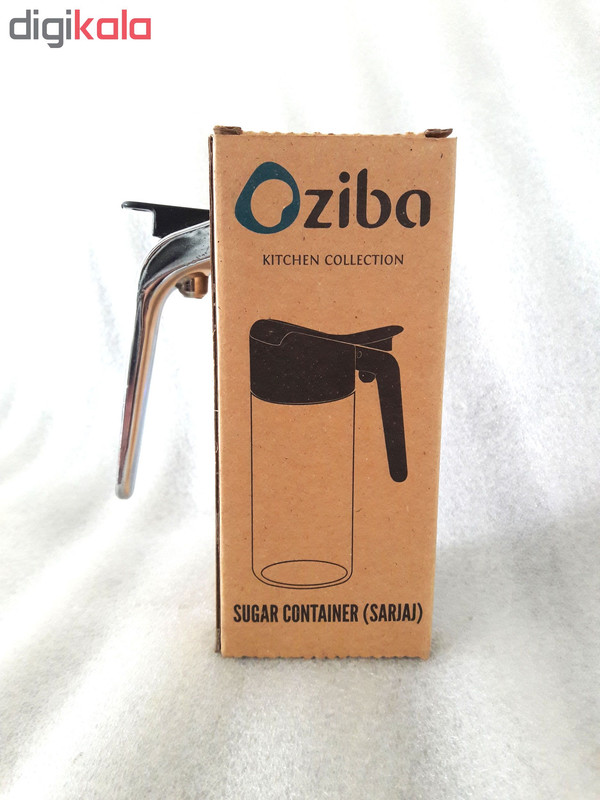 digikala
Oziba
KITCHEN COLLECTION
SUGAR CONTAINER (SARJAJ)